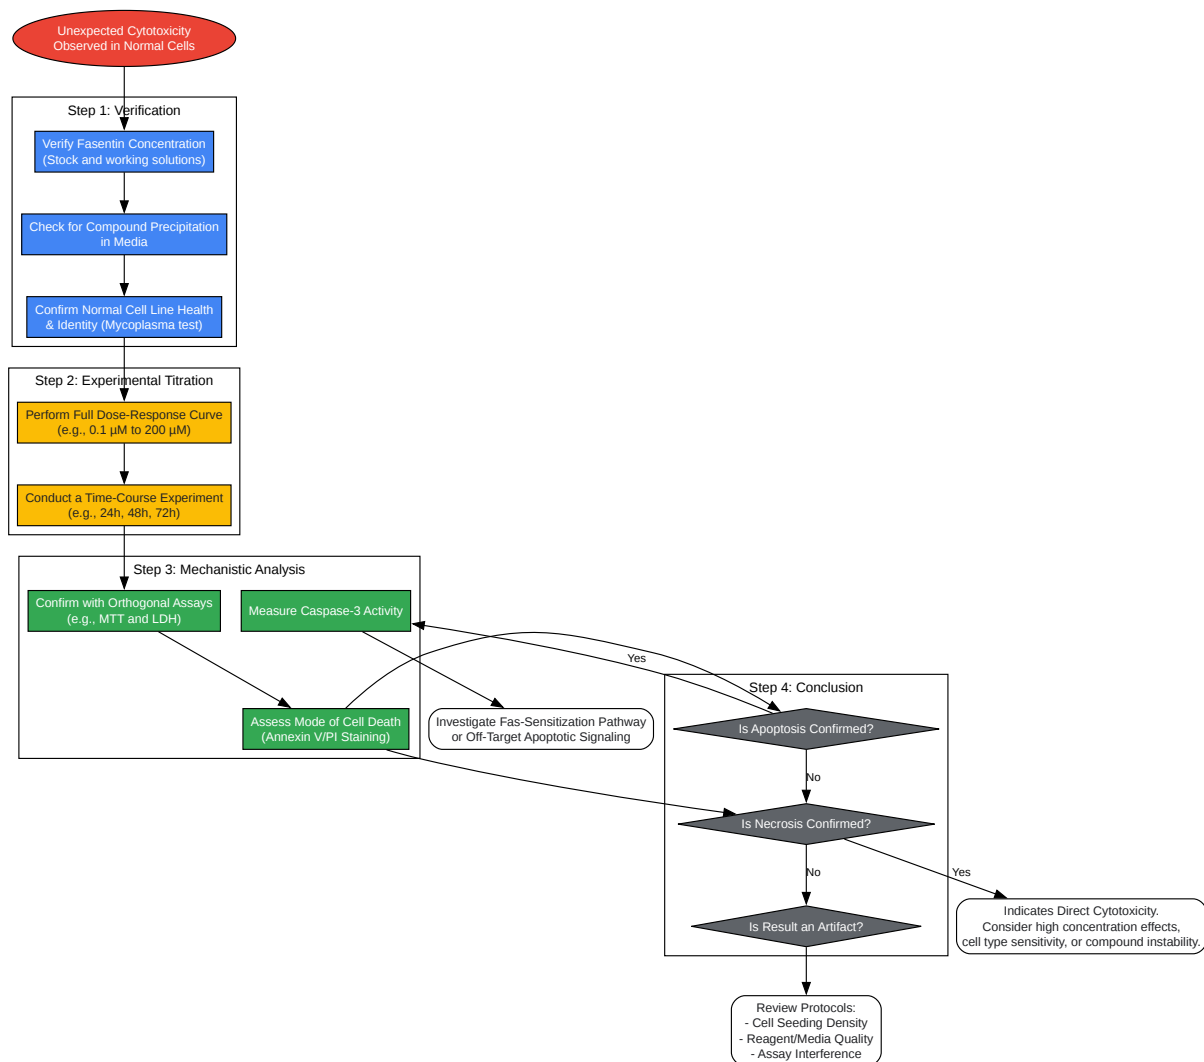 Unexpected Cytotoxicity
Observed in Normal Cells
Step 1: Verification
Verify Fasentin Concentration
(Stock and working solutions)
Check for Compound Precipitation
in Media
Confirm Normal Cell Line Health
& Identity (Mycoplasma test)
Step 2: Experimental Titration
Perform Full Dose-Response Curve
(e.g., 0.1 µM to 200 µM)
Conduct a Time-Course Experiment
(e.g., 24h, 48h, 72h)
Step 3: Mechanistic Analysis
Confirm with Orthogonal Assays
(e.g., MTT and LDH)
Measure Caspase-3 Activity
Assess Mode of Cell Death
(Annexin V/PI Staining)
Investigate Fas-Sensitization Pathway
or Off-Target Apoptotic Signaling
Yes
Step 4: Conclusion
Is Apoptosis Confirmed?
No
Is Necrosis Confirmed?
No
Yes
Is Result an Artifact?
Indicates Direct Cytotoxicity.
Consider high concentration effects,
cell type sensitivity, or compound instability.
Review Protocols:
- Cell Seeding Density
- Reagent/Media Quality
- Assay Interference